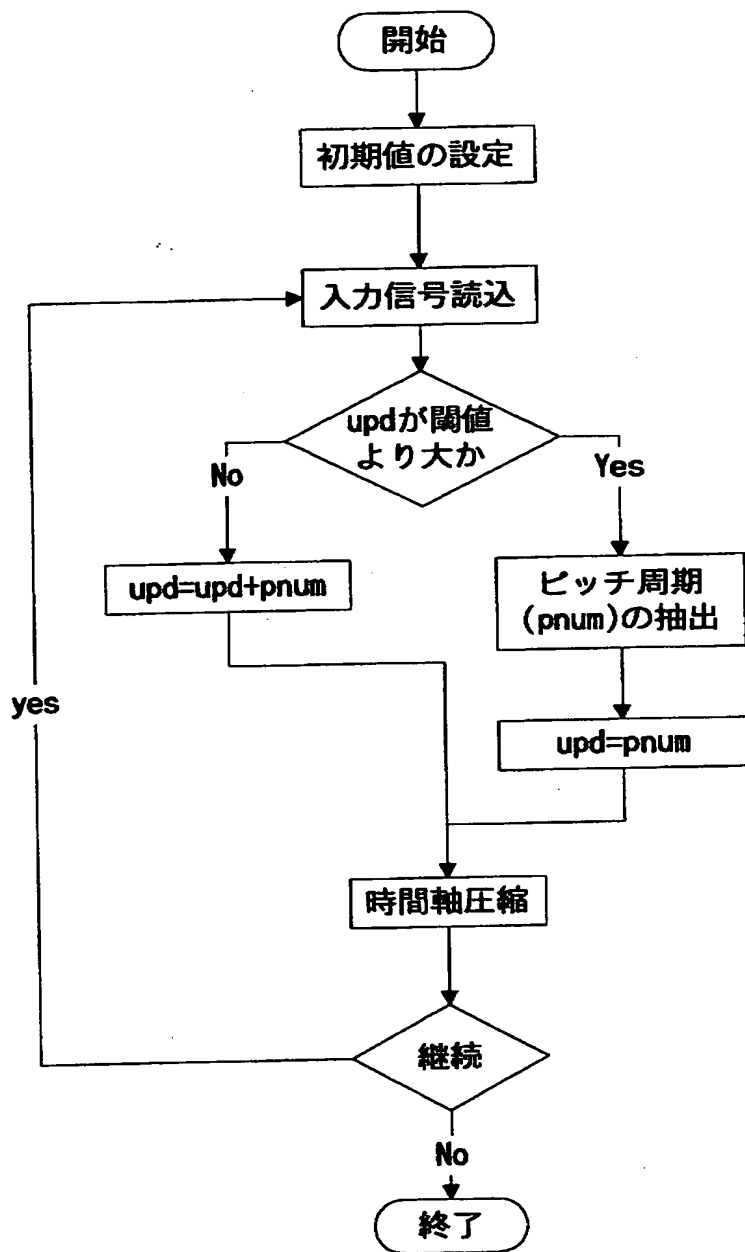 開始
初期値の設定
入力信号読込
updが閾値
より大か
No
Yes
upd=upd+pnum
ピッチ周期
(pnum)の抽出
yes
upd=pnum
時間軸圧縮
継続
No
終了